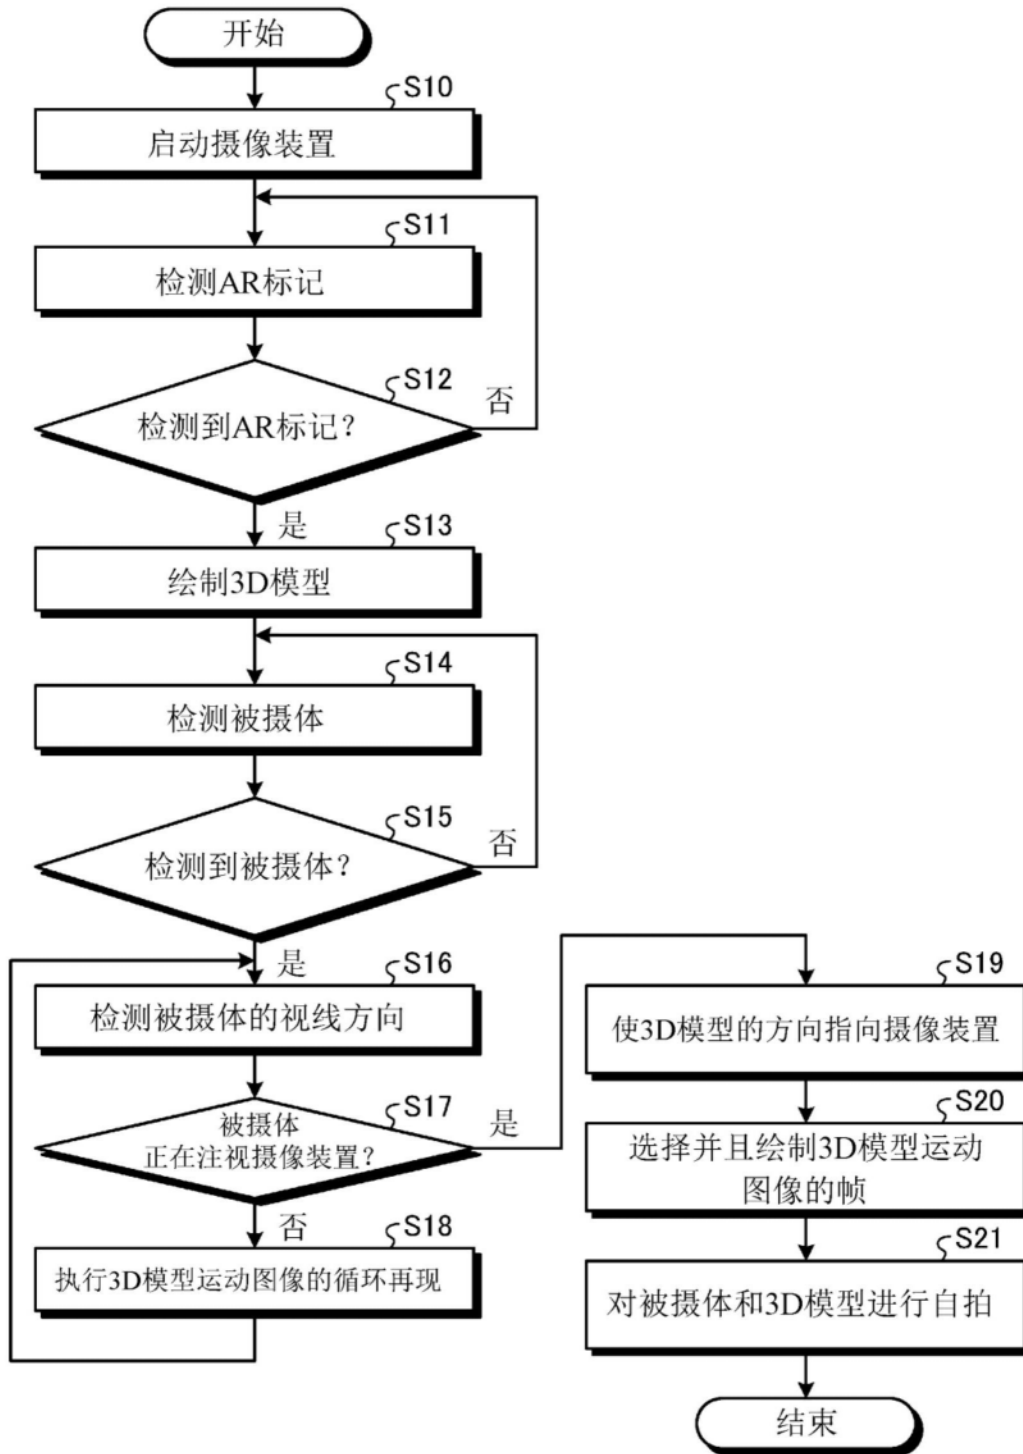 开始
S10
启动摄像装置
S11
检测AR标记
S12
检测到AR标记？
否
是
S13
绘制3D模型
S14
检测被摄体
S15
检测到被摄体？
否
是
S16
检测被摄体的视线方向
S17
被摄体
正在注视摄像装置？
是
否
S18
执行3D模型运动图像的循环再现
S19
使3D模型的方向指向摄像装置
S20
选择并且绘制3D模型运动
图像的帧
S21
对被摄体和3D模型进行自拍
结束